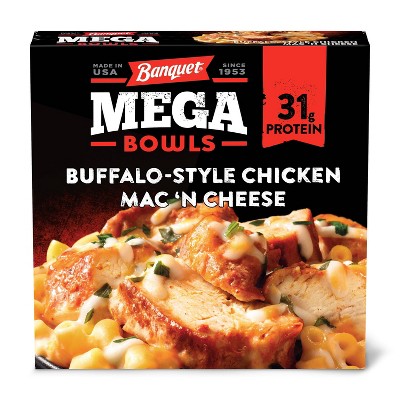 MADE IN
USA
Banquet
SINCE
1953
MEGA
BOWLS
31g
PROTEIN
BUFFALO-STYLE CHICKEN
MAC 'N CHEESE